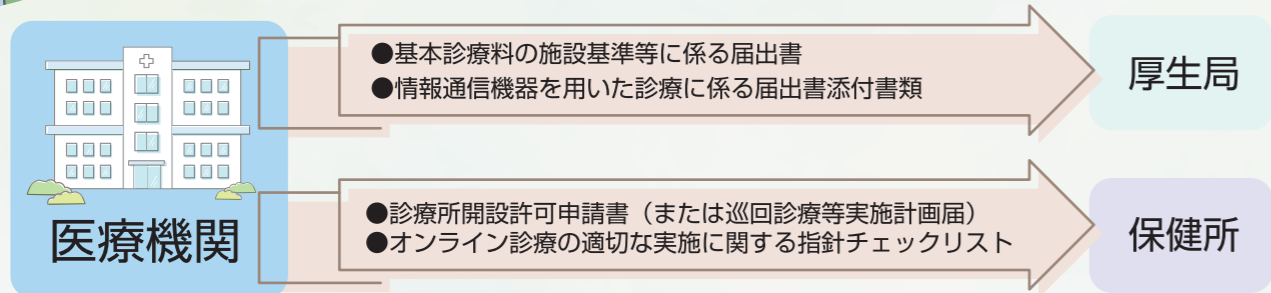 ●基本診療料の施設基準等に係る届出書
●情報通信機器を用いた診療に係る届出書添付書類
厚生局
医療機関
●診療所開設許可申請書（または巡回診療等実施計画届）
●オンライン診療の適切な実施に関する指針チェックリスト
保健所